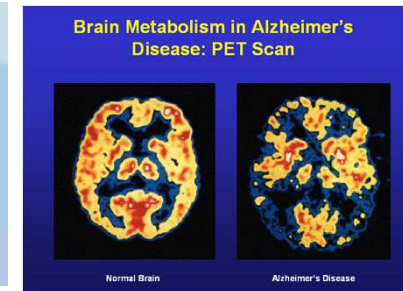 Brain Metabolism in Alzheimer's
Disease: PET Scan
Normal Brain
Alzheimer's Disease